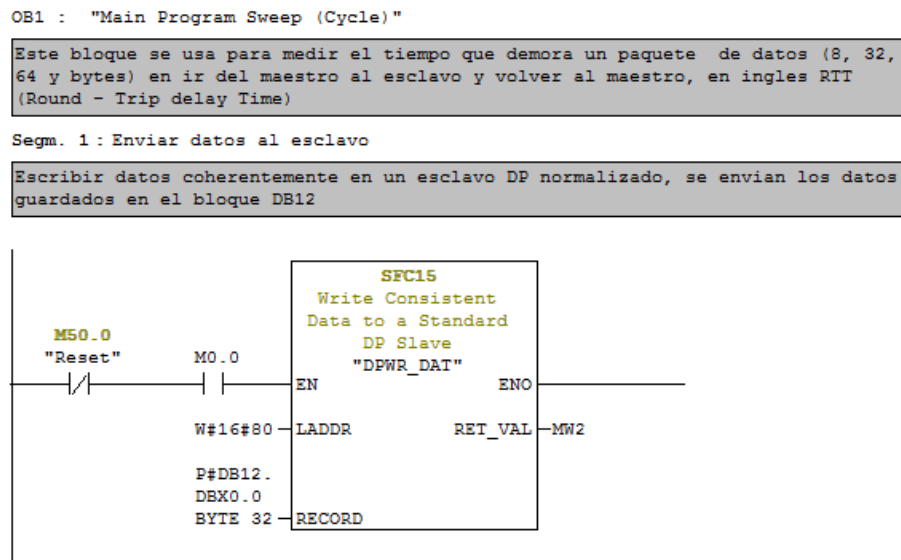 OB1 : "Main Program Sweep (Cycle)"
Este bloque se usa para medir el tiempo que demora un paquete de datos (8, 32,
64 y bytes) en ir del maestro al esclavo y volver al maestro, en ingles RTT
(Round - Trip delay Time)
Segm. 1 : Enviar datos al esclavo
Escribir datos coherentemente en un esclavo DP normalizado, se envian los datos
guardados en el bloque DB12
SFC15
Write Consistent
Data to a Standard
DP Slave
"DPWR_DAT"
M50.0
"Reset"
M0.0
EN
ENO
W#16#80
LADDR
RET_VAL
MW2
P#DB12.
DBX0.0
BYTE 32
RECORD